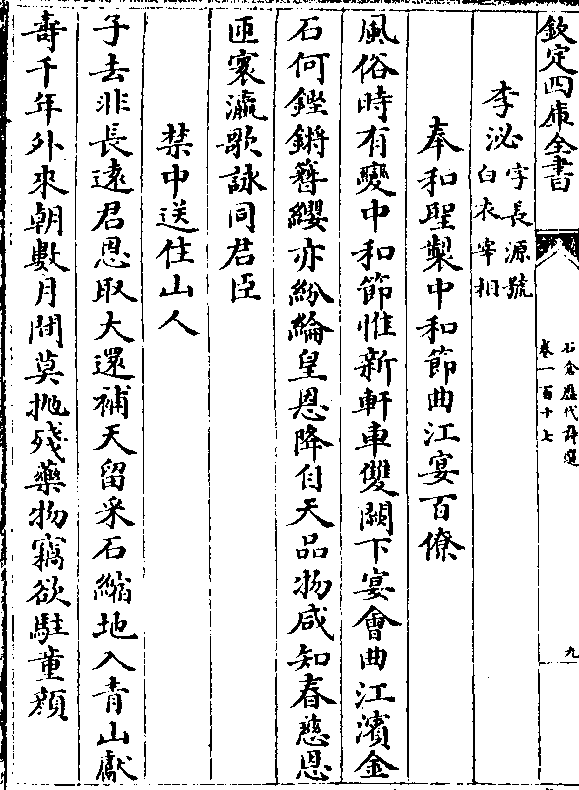 欽定四庫全書
石倉歷代詩選
卷一百十七
九
李泌
字長源號
白衣宰相
奉和聖製中和節曲江宴百僚
風俗時有變中和節惟新軒車雙闕下宴會曲江濱金
石何鏗鏘簪纓亦紛綸皇恩降自天品物咸知春慈恩
匝寰瀛歌詠同君臣
禁中送任山人
子去非長遠君恩取大還補天留采石縮地入青山獻
壽千年外來朝數月間莫抛殘藥物竊欲駐童顔